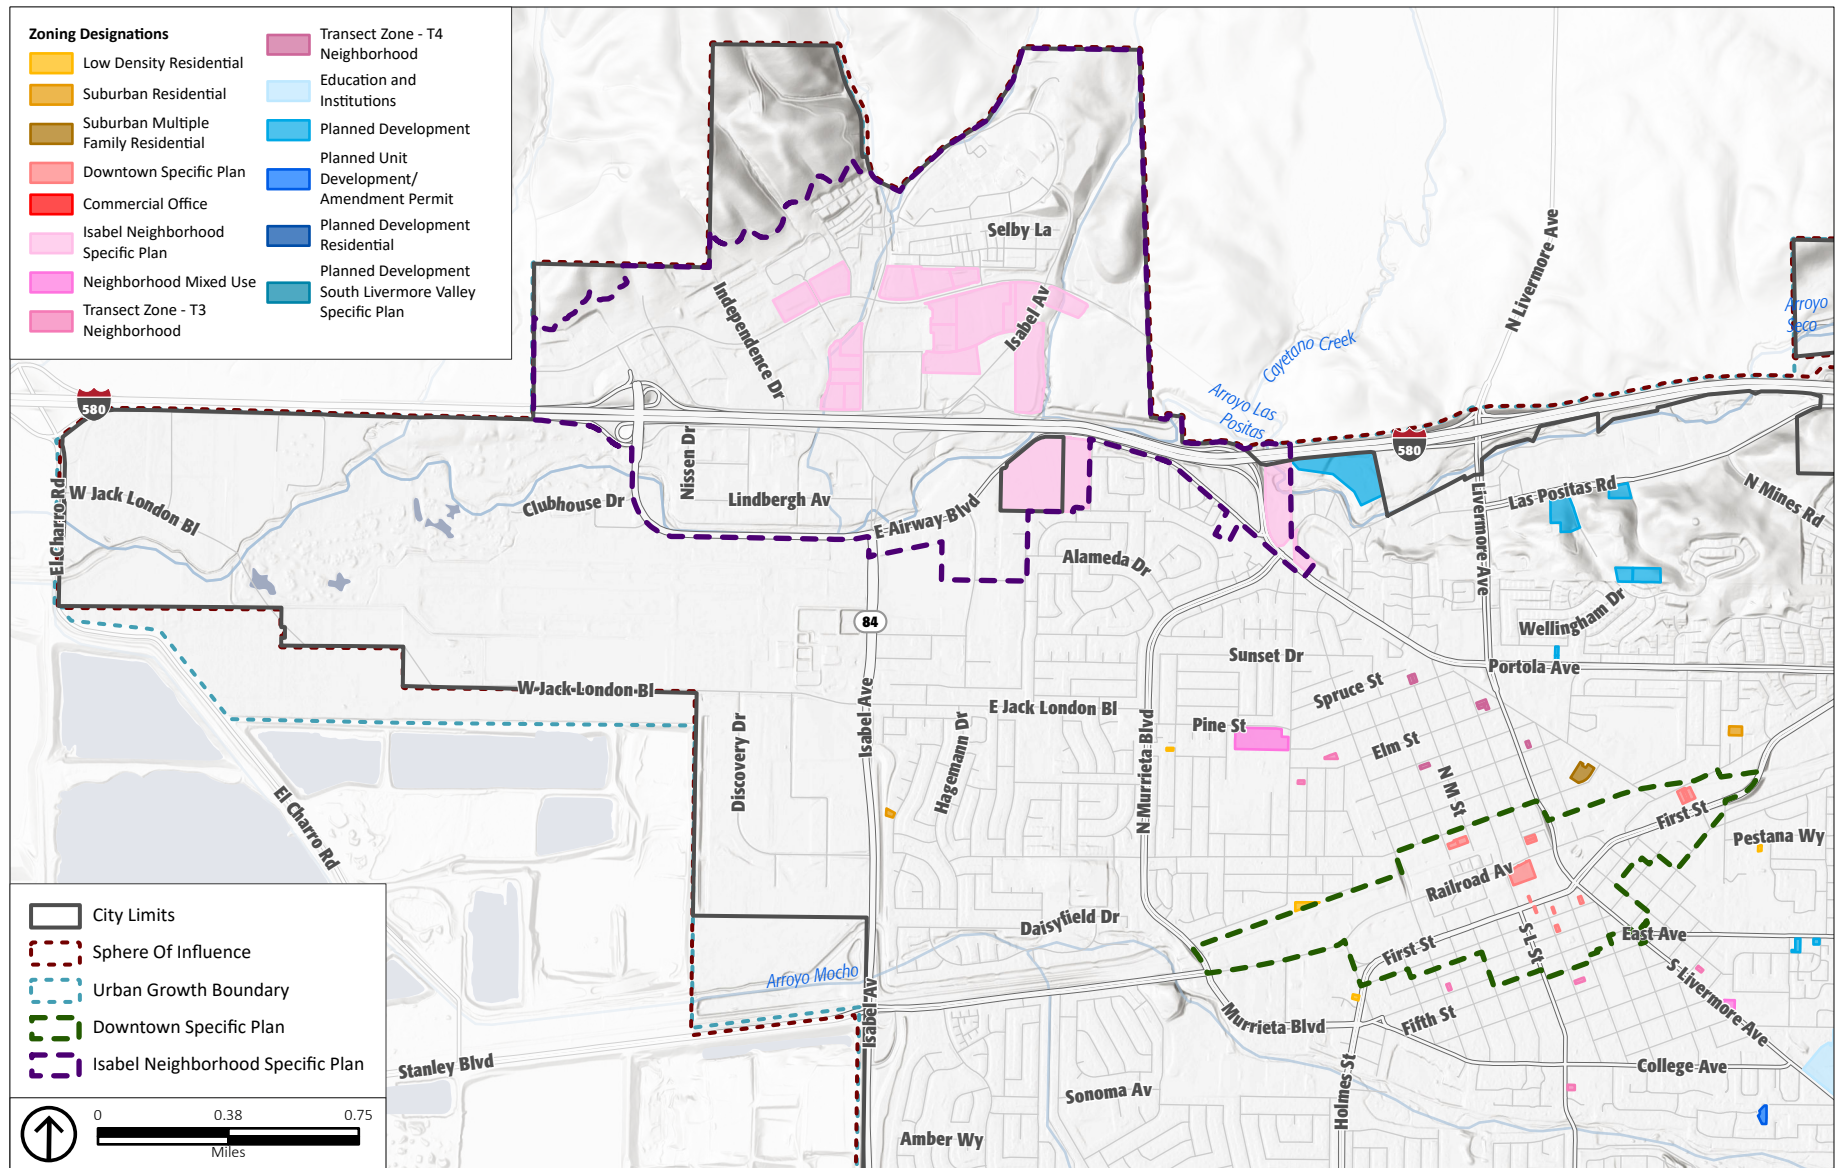 Zoning Designations
Low Density Residential
Suburban Residential
Suburban Multiple
Family Residential
Downtown Specific Plan
Commercial Office
Isabel Neighborhood
Specific Plan
Neighborhood Mixed Use
Transect Zone - T3
Neighborhood
Transect Zone - T4
Neighborhood
Education and
Institutions
Planned Development
Planned Unit
Development/
Amendment Permit
Planned Development
Residential
Planned Development
South Livermore Valley
Specific Plan
Selby La
N Livermore Ave
Independence Dr
Isabel Av
Arroyo
Seco
Cayetano Creek
Arroyo Las
Positas
580
580
El Charro Rd
W Jack London Bl
Clubhouse Dr
Nissen Dr
Lindbergh Av
E Airway Blvd
Alameda Dr
Livermore Ave
Las Positas Rd
N Mines Rd
Wellingham Dr
84
Sunset Dr
Portola Ave
W Jack London Bl
Isabel Ave
E Jack London Bl
N Murrieta Blvd
Pine St
Spruce St
Elm St
N M St
Discovery Dr
Hagemann Dr
El Charro Rd
First St
Pestana Wy
Railroad Av
Daisyfield Dr
First St
S L St
East Ave
S Livermore Ave
Arroyo Mocho
Isabel Av
Murrieta Blvd
Fifth St
Stanley Blvd
College Ave
Holmes St
Sonoma Av
Amber Wy
City Limits
Sphere Of Influence
Urban Growth Boundary
Downtown Specific Plan
Isabel Neighborhood Specific Plan
0 0.38 0.75
Miles